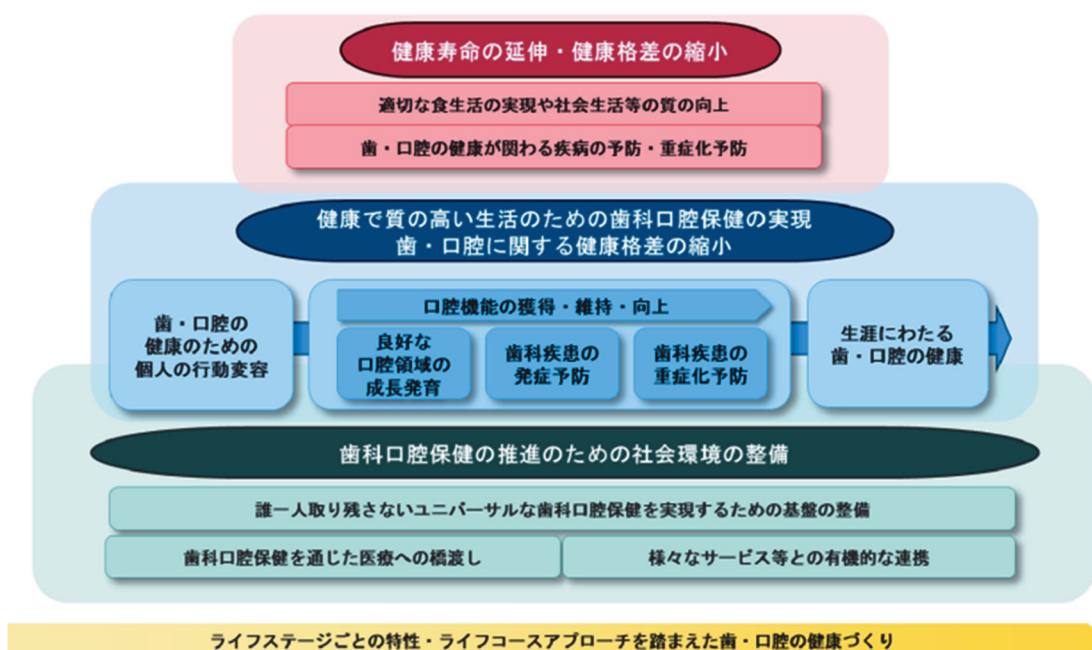 健康寿命の延伸・健康格差の縮小
適切な食生活の実現や社会生活等の質の向上
歯・口腔の健康が関わる疾病の予防・重症化予防
健康で質の高い生活のための歯科口腔保健の実現
歯・口腔に関する健康格差の縮小
歯・口腔の
健康のための
個人の行動変容
口腔機能の獲得・維持・向上
良好な
口腔領域の
成長発育
歯科疾患の
発症予防
歯科疾患の
重症化予防
生涯にわたる
歯・口腔の健康
歯科口腔保健の推進のための社会環境の整備
誰一人取り残さないユニバーサルな歯科口腔保健を実現するための基盤の整備
歯科口腔保健を通じた医療への橋渡し
様々なサービス等との有機的な連携
ライフステージごとの特性・ライフコースアプローチを踏まえた歯・口腔の健康づくり